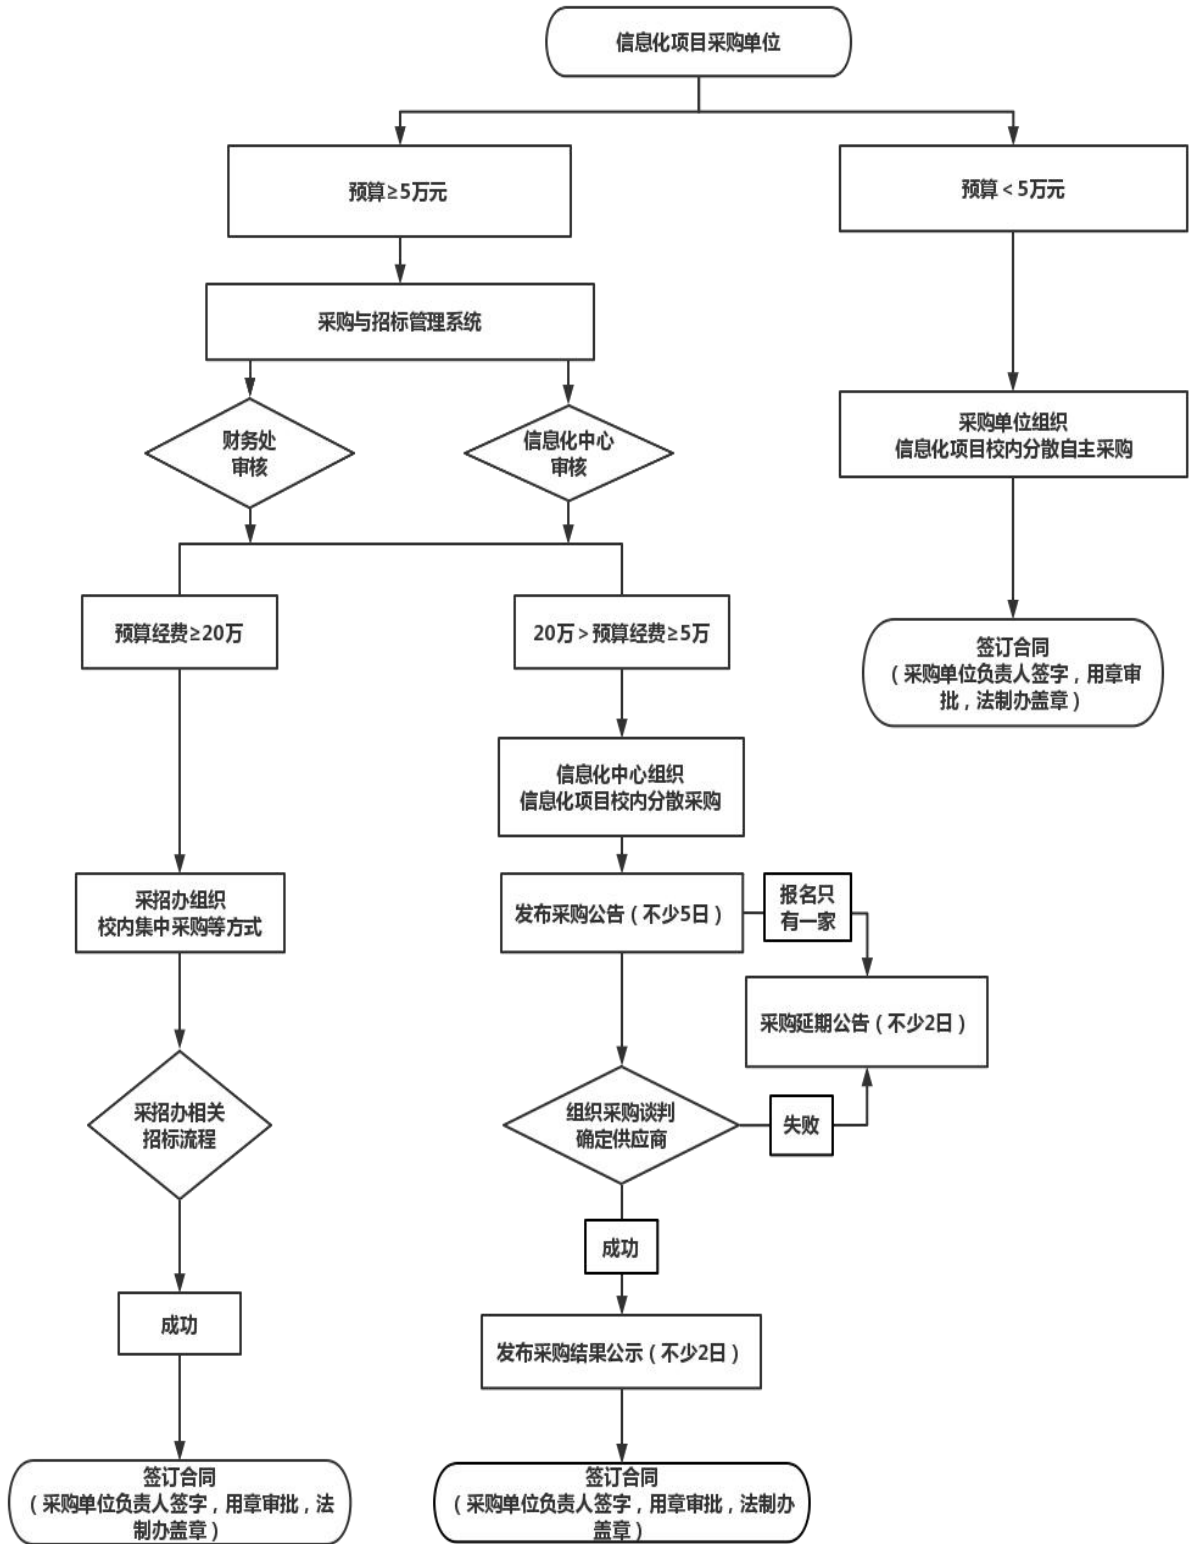 信息化项目采购单位
预算≥5万元
预算＜5万元
采购与招标管理系统
财务处
审核
信息化中心
审核
采购单位组织
信息化项目校内分散自主采购
预算经费≥20万
20万＞预算经费≥5万
签订合同
（采购单位负责人签字，用章审
批，法制办盖章）
信息化中心组织
信息化项目校内分散采购
采招办组织
校内集中采购等方式
发布采购公告（不少5日）
报名只
有一家
采购延期公告（不少2日）
采招办相关
招标流程
组织采购谈判
确定供应商
失败
成功
成功
发布采购结果公示（不少2日）
签订合同
（采购单位负责人签字，用章审批，法
制办盖章）
签订合同
（采购单位负责人签字，用章审批，法制办
盖章）